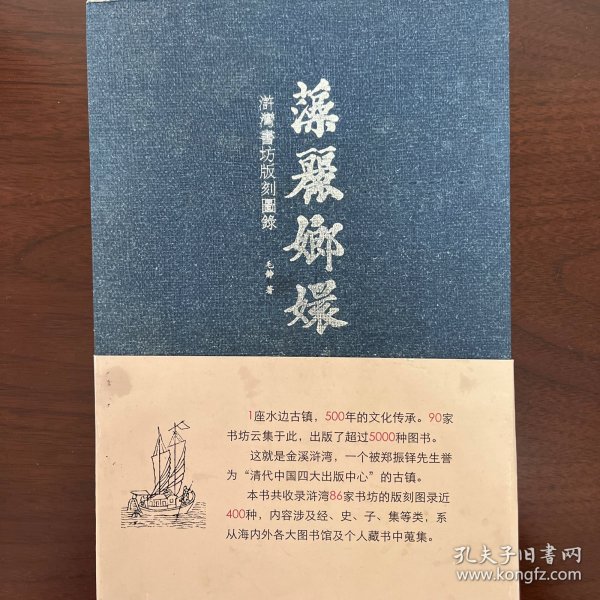 藻麗嫏嬛
滸灣書坊版刻圖錄
毛靜 著
1座水边古镇，500年的文化传承。90家
书坊云集于此，出版了超过5000种图书。
这就是金溪浒湾，一个被郑振铎先生誉
为“清代中国四大出版中心”的古镇。
本书共收录浒湾86家书坊的版刻图录近
400种，内容涉及经、史、子、集等类，系
从海内外各大图书馆及个人藏书中蒐集。
孔夫子旧书网
www.kongfz.com